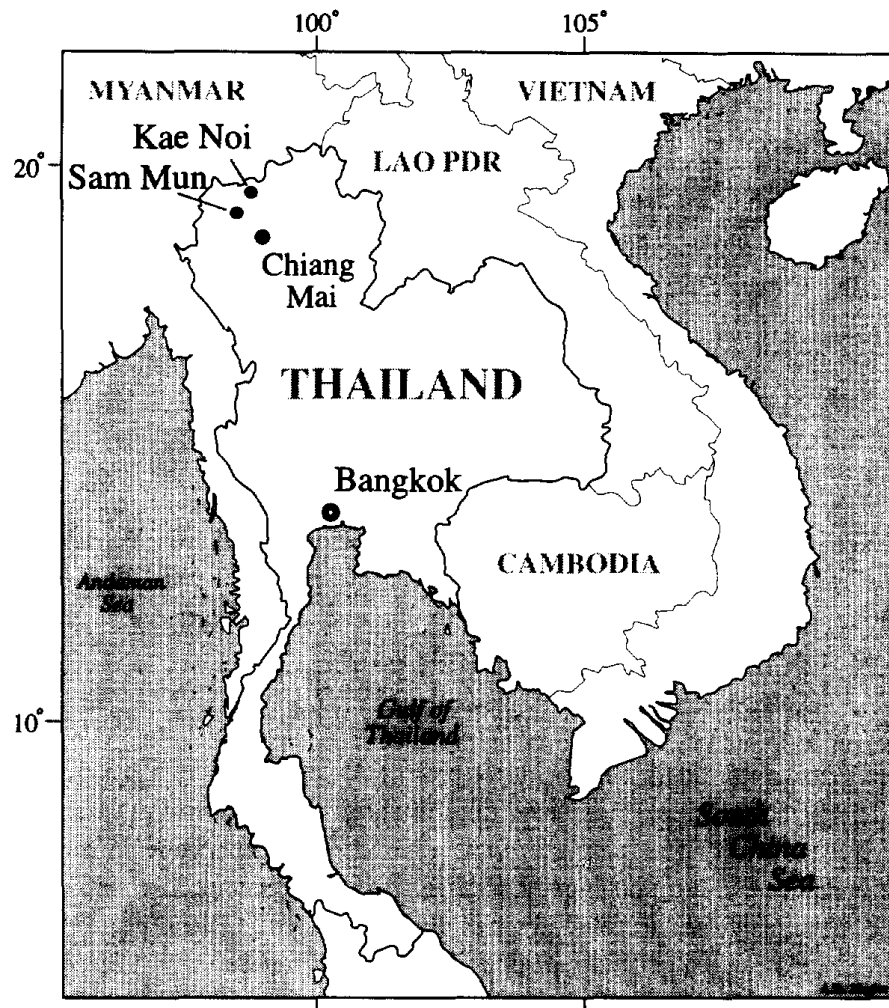 100°
105°
MYANMAR
VIETNAM
Kae Noi
20°
LAO PDR
Sam Mun
Chiang
Mai
THAILAND
Bangkok
CAMBODIA
Andaman
Sea
10°
Gulf of
Thailand
South
China
Sea